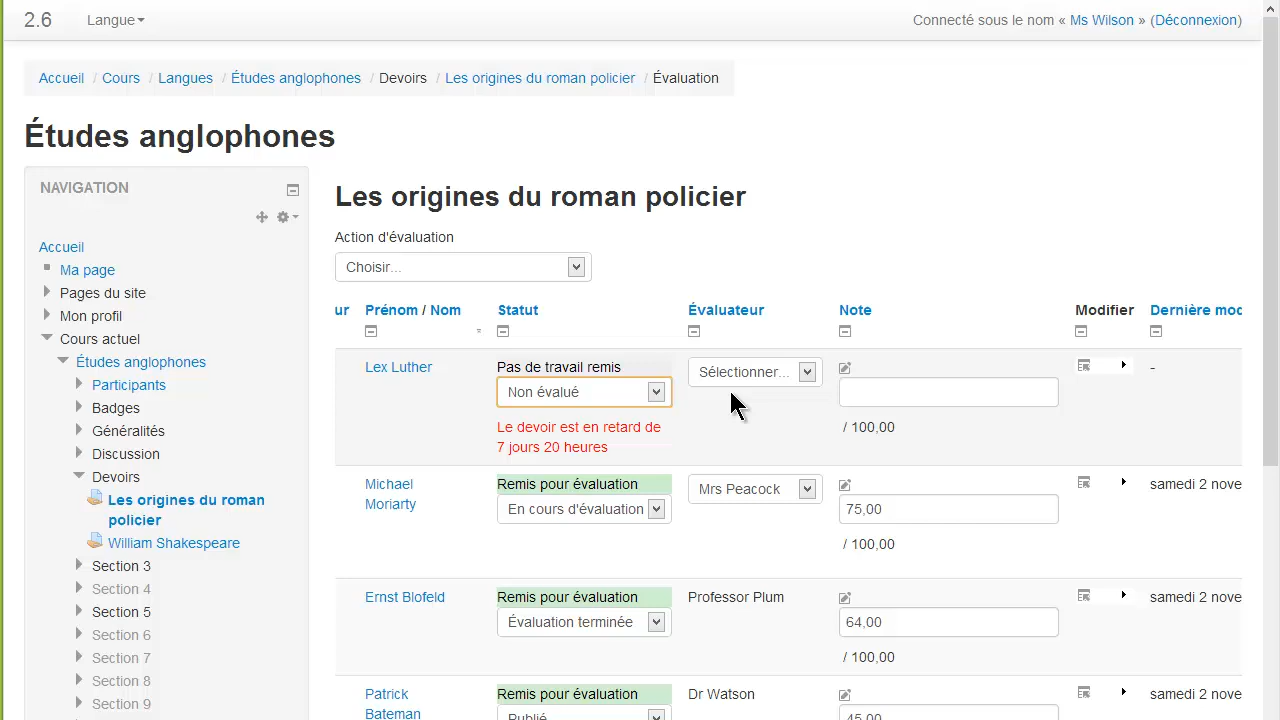 2.6 Langue Connecté sous le nom « Ms Wilson » (Déconnexion)
Accueil / Cours / Langues / Études anglophones / Devoirs / Les origines du roman policier / Évaluation
Études anglophones
NAVIGATION
Accueil
Ma page
Pages du site
Mon profil
Cours actuel
Études anglophones
Participants
Badges
Généralités
Discussion
Devoirs
Les origines du roman
policier
William Shakespeare
Section 3
Section 4
Section 5
Section 6
Section 7
Section 8
Section 9
Les origines du roman policier
Action d'évaluation
Choisir...
ur Prénom / Nom Statut Évaluateur Note Modifier Dernière moc
Lex Luther Pas de travail remis Sélectionner... -
Non évalué
Le devoir est en retard de / 100,00
7 jours 20 heures
Michael Remis pour évaluation Mrs Peacock samedi 2 nove
Moriarty En cours d'évaluation 75,00
/ 100,00
Ernst Blofeld Remis pour évaluation Professor Plum samedi 2 nove
Évaluation terminée 64,00
/ 100,00
Patrick Remis pour évaluation Dr Watson samedi 2 nove
Bateman Publié 45,00